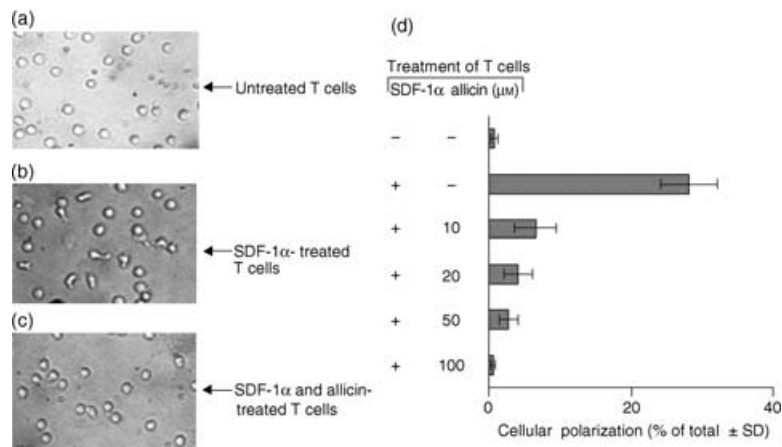 (a)
Untreated T cells
(b)
SDF-1α- treated
T cells
(c)
SDF-1α and allicin-
treated T cells
(d)
Treatment of T cells
SDF-1α allicin (μM)
– –
+ –
+ 10
+ 20
+ 50
+ 100
0 20 40
Cellular polarization (% of total ± SD)